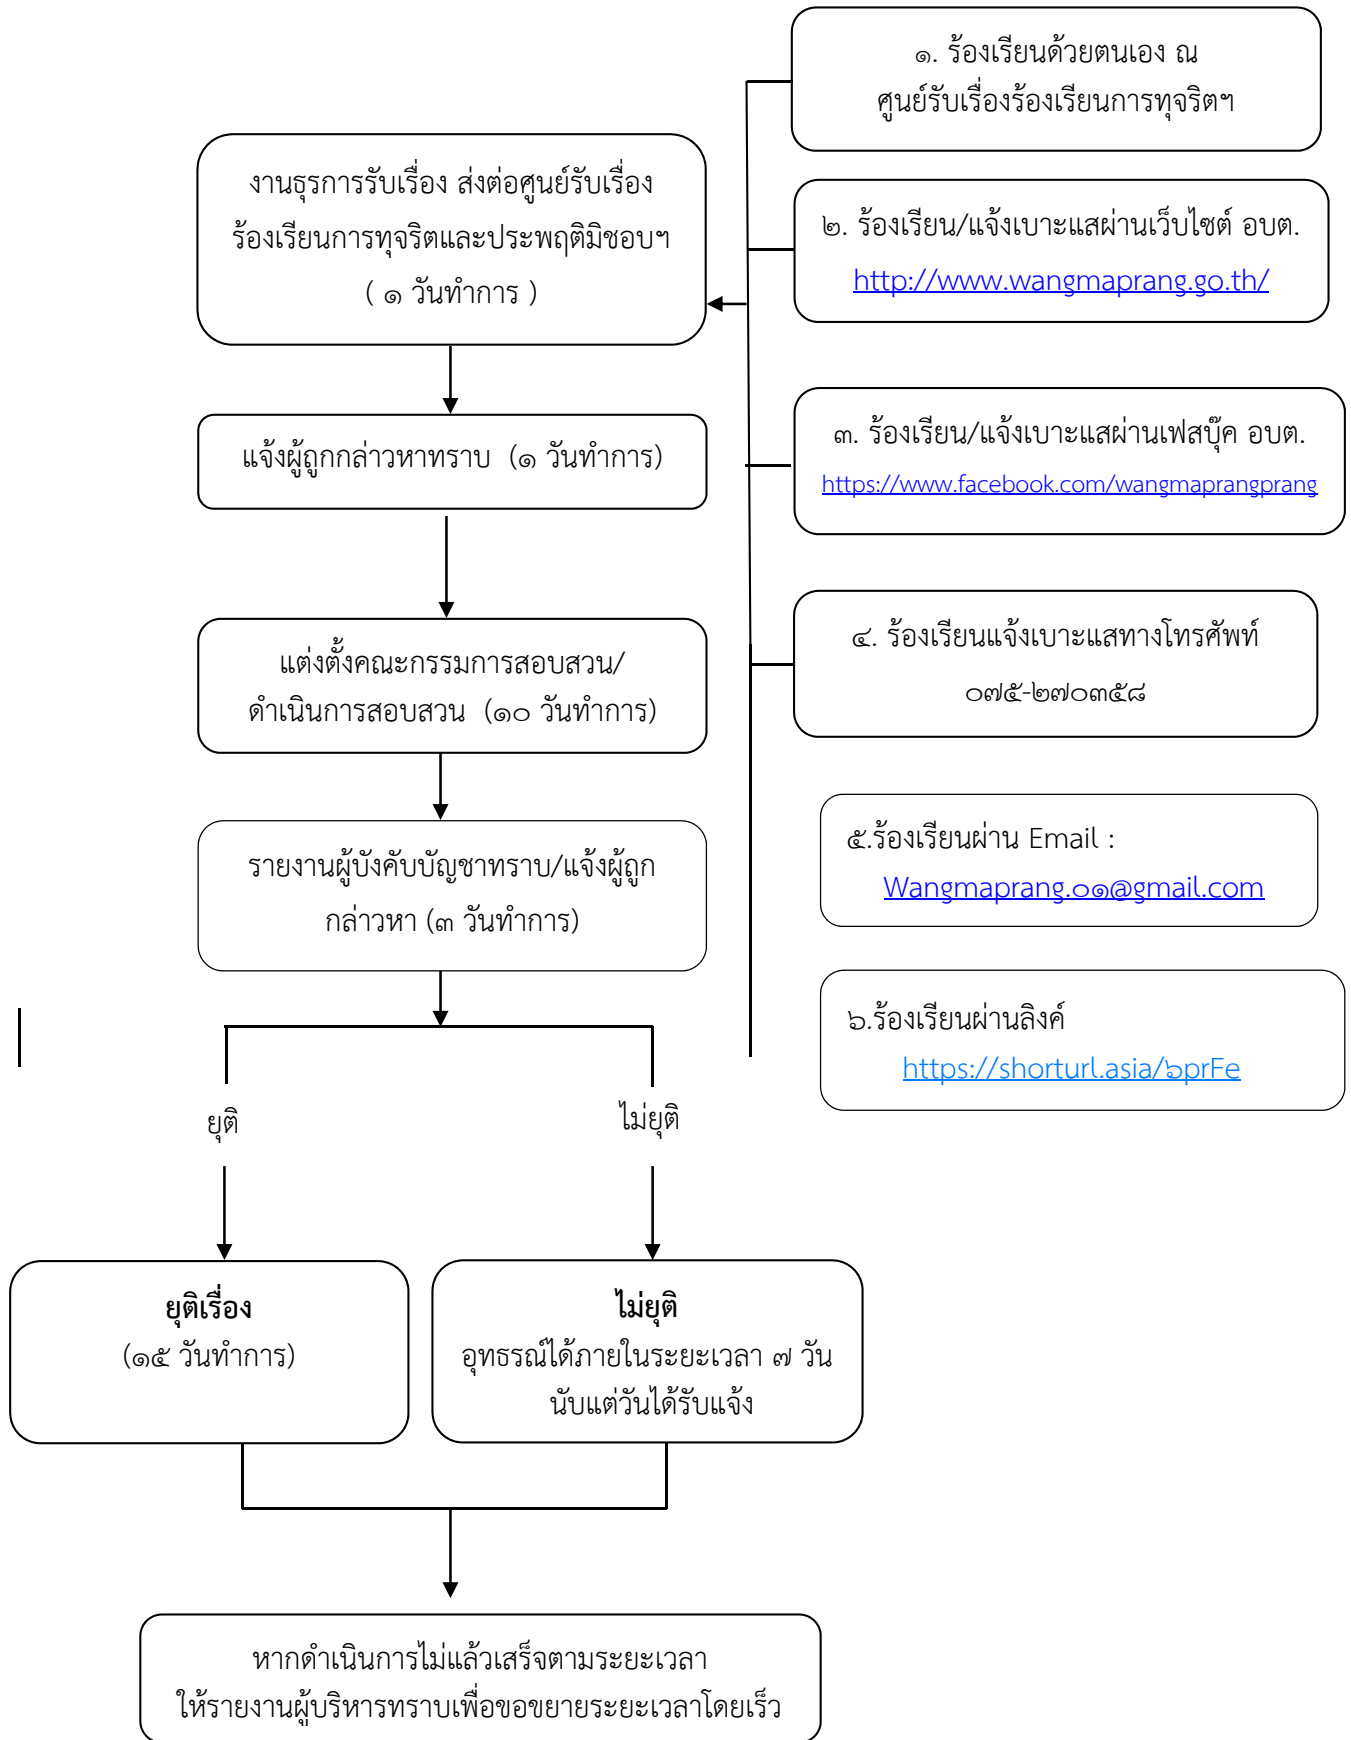 ๑. ร้องเรียนด้วยตนเอง ณ
ศูนย์รับเรื่องร้องเรียนการทุจริตฯ
งานธุรการรับเรื่อง ส่งต่อศูนย์รับเรื่อง
ร้องเรียนการทุจริตและประพฤติมิชอบฯ
( ๑ วันทำการ )
๒. ร้องเรียน/แจ้งเบาะแสผ่านเว็บไซต์ อบต.
http://www.wangmaprang.go.th/
แจ้งผู้ถูกกล่าวหาทราบ (๑ วันทำการ)
๓. ร้องเรียน/แจ้งเบาะแสผ่านเฟสบุ๊ค อบต.
https://www.facebook.com/wangmaprangprang
แต่งตั้งคณะกรรมการสอบสวน/
ดำเนินการสอบสวน (๑๐ วันทำการ)
๔. ร้องเรียนแจ้งเบาะแสทางโทรศัพท์
๐๗๕-๒๗๐๓๕๘
รายงานผู้บังคับบัญชาทราบ/แจ้งผู้ถูก
กล่าวหา (๓ วันทำการ)
๕.ร้องเรียนผ่าน Email :
Wangmaprang.๐๑@gmail.com
๖.ร้องเรียนผ่านลิงค์
https://shorturl.asia/๖prFe
ยุติ
ไม่ยุติ
ยุติเรื่อง
(๑๕ วันทำการ)
ไม่ยุติ
อุทธรณ์ได้ภายในระยะเวลา ๗ วัน
นับแต่วันได้รับแจ้ง
หากดำเนินการไม่แล้วเสร็จตามระยะเวลา
ให้รายงานผู้บริหารทราบเพื่อขอขยายระยะเวลาโดยเร็ว